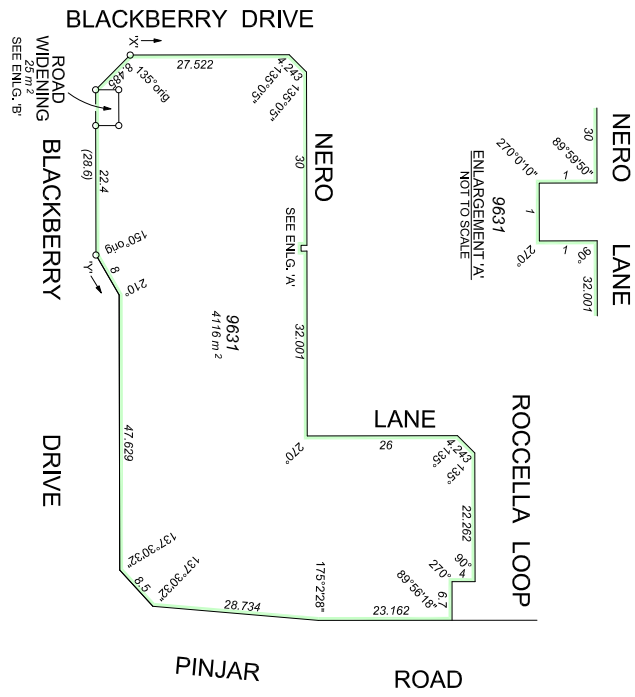 BLACKBERRY DRIVE
'X'
27.522
4.243
135°0'5"
135°0'5"
8.485
135°orig
ROAD
WIDENING
25 m²
SEE ENLG. 'B'
22.4
(28.6)
BLACKBERRY
150°orig
8
'Y'
210°
NERO
30
SEE ENLG. 'A'
9631
4116 m²
32.001
LANE
26
270°
4.243
135°
135°
ROCCELLA LOOP
22.262
90°
4
270°
6.7
89°56'18"
DRIVE
47.629
137°30'32"
137°30'32"
8.5
28.734
175°2'28"
23.162
PINJAR
ROAD
NERO
30
89°59'50"
1
270°0'10"
1
270°
1
90°
32.001
LANE
9631
ENLARGEMENT 'A'
NOT TO SCALE